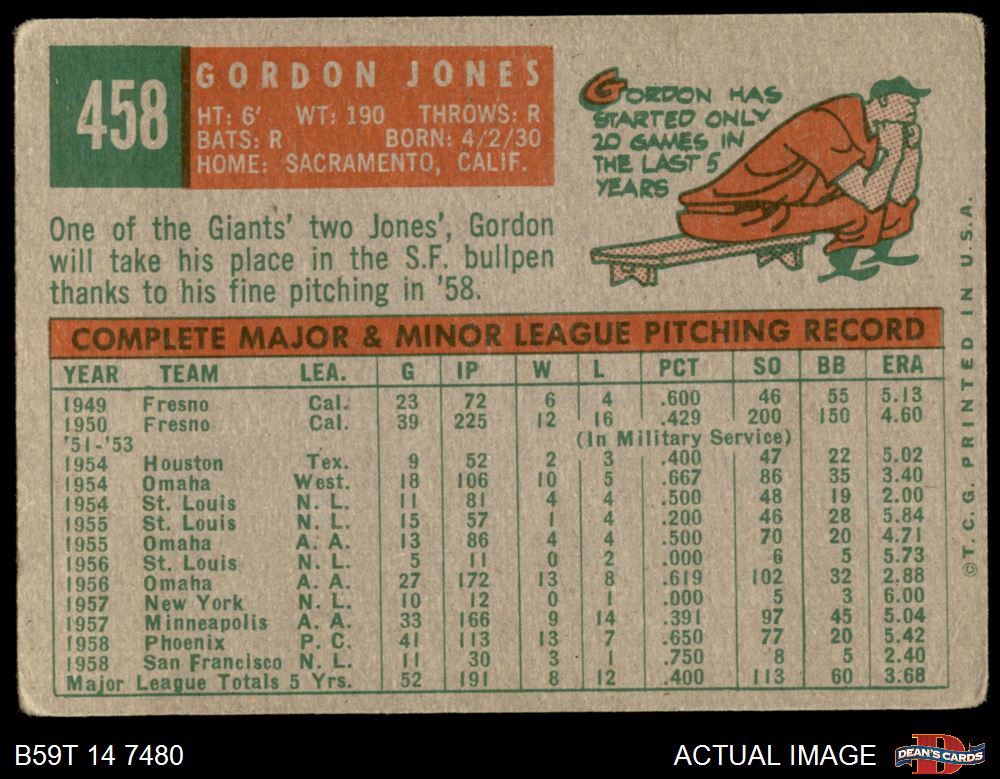 458
GORDON JONES
HT: 6' WT: 190 THROWS: R
BATS: R BORN: 4/2/30
HOME: SACRAMENTO, CALIF.
GORDON HAS
STARTED ONLY
20 GAMES IN
THE LAST 5
YEARS
One of the Giants' two Jones', Gordon
will take his place in the S.F. bullpen
thanks to his fine pitching in '58.
COMPLETE MAJOR & MINOR LEAGUE PITCHING RECORD
YEAR TEAM LEA. G IP W L PCT SO BB ERA
1949 Fresno Cal. 23 72 6 4 .600 46 55 5.13
1950 Fresno Cal. 39 225 12 16 .429 200 150 4.60
'51-'53 (In Military Service)
1954 Houston Tex. 9 52 2 3 .400 47 22 5.02
1954 Omaha West. 18 106 10 5 .667 86 35 3.40
1954 St. Louis N. L. 11 81 4 4 .500 48 19 2.00
1955 St. Louis N. L. 15 57 1 4 .200 46 28 5.84
1955 Omaha A. A. 13 86 4 4 .500 70 20 4.71
1956 St. Louis N. L. 5 11 0 2 .000 6 5 5.73
1956 Omaha A. A. 27 172 13 8 .619 102 32 2.88
1957 New York N. L. 10 12 0 1 .000 5 3 6.00
1957 Minneapolis A. A. 33 166 9 14 .391 97 45 5.04
1958 Phoenix P. C. 41 113 13 7 .650 77 20 5.42
1958 San Francisco N. L. 11 30 3 1 .750 8 5 2.40
Major League Totals 5 Yrs. 52 191 8 12 .400 113 60 3.68
©T. C. G. PRINTED IN U.S.A.
B59T 14 7480
ACTUAL IMAGE
D
DEAN'S CARDS